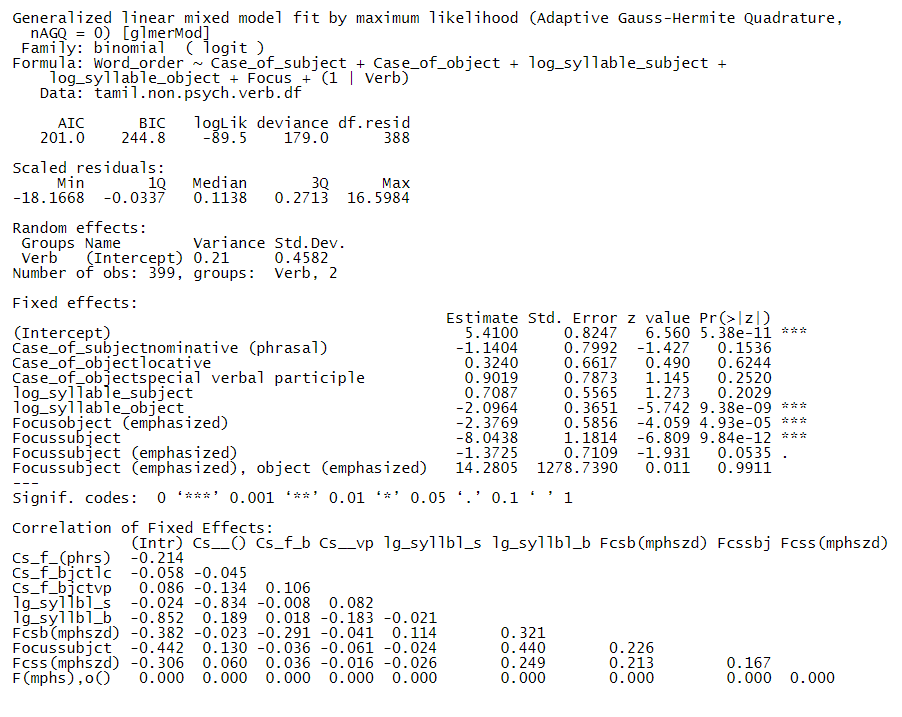 Generalized linear mixed model fit by maximum likelihood (Adaptive Gauss-Hermite Quadrature,
nAGQ = 0) [glmerMod]
Family: binomial ( logit )
Formula: Word_order ~ Case_of_subject + Case_of_object + log_syllable_subject +
log_syllable_object + Focus + (1 | Verb)
Data: tamil.non.psych.verb.df
AIC BIC logLik deviance df.resid
201.0 244.8 -89.5 179.0 388
Scaled residuals:
Min 1Q Median 3Q Max
-18.1668 -0.0337 0.1138 0.2713 16.5984
Random effects:
Groups Name Variance Std.Dev.
Verb (Intercept) 0.21 0.4582
Number of obs: 399, groups: Verb, 2
Fixed effects:
Estimate Std. Error z value Pr(>|z|)
(Intercept) 5.4100 0.8247 6.560 5.38e-11 ***
Case_of_subjectnominative (phrasal) -1.1404 0.7992 -1.427 0.1536
Case_of_objectlocative 0.3240 0.6617 0.490 0.6244
Case_of_objectspecial verbal participle 0.9019 0.7873 1.145 0.2520
log_syllable_subject 0.7087 0.5565 1.273 0.2029
log_syllable_object -2.0964 0.3651 -5.742 9.38e-09 ***
Focusobject (emphasized) -2.3769 0.5856 -4.059 4.93e-05 ***
Focussubject -8.0438 1.1814 -6.809 9.84e-12 ***
Focussubject (emphasized) -1.3725 0.7109 -1.931 0.0535 .
Focussubject (emphasized), object (emphasized) 14.2805 1278.7390 0.011 0.9911
---
Signif. codes: 0 ‘***’ 0.001 ‘**’ 0.01 ‘*’ 0.05 ‘.’ 0.1 ‘ ’ 1
Correlation of Fixed Effects:
(Intr) Cs__() Cs_f_b Cs__vp lg_syllbl_s lg_syllbl_b Fcsb(mphszd) Fcssbj Fcss(mphszd)
Cs_f_(phrs) -0.214
Cs_f_bjctlc -0.058 -0.045
Cs_f_bjctvp 0.086 -0.134 0.106
lg_syllbl_s -0.024 -0.834 -0.008 0.082
lg_syllbl_b -0.852 0.189 0.018 -0.183 -0.021
Fcsb(mphszd) -0.382 -0.023 -0.291 -0.041 0.114 0.321
Focussubjct -0.442 0.130 -0.036 -0.061 -0.024 0.440 0.226
Fcss(mphszd) -0.306 0.060 0.036 -0.016 -0.026 0.249 0.213 0.167
F(mphs),o() 0.000 0.000 0.000 0.000 0.000 0.000 0.000 0.000 0.000